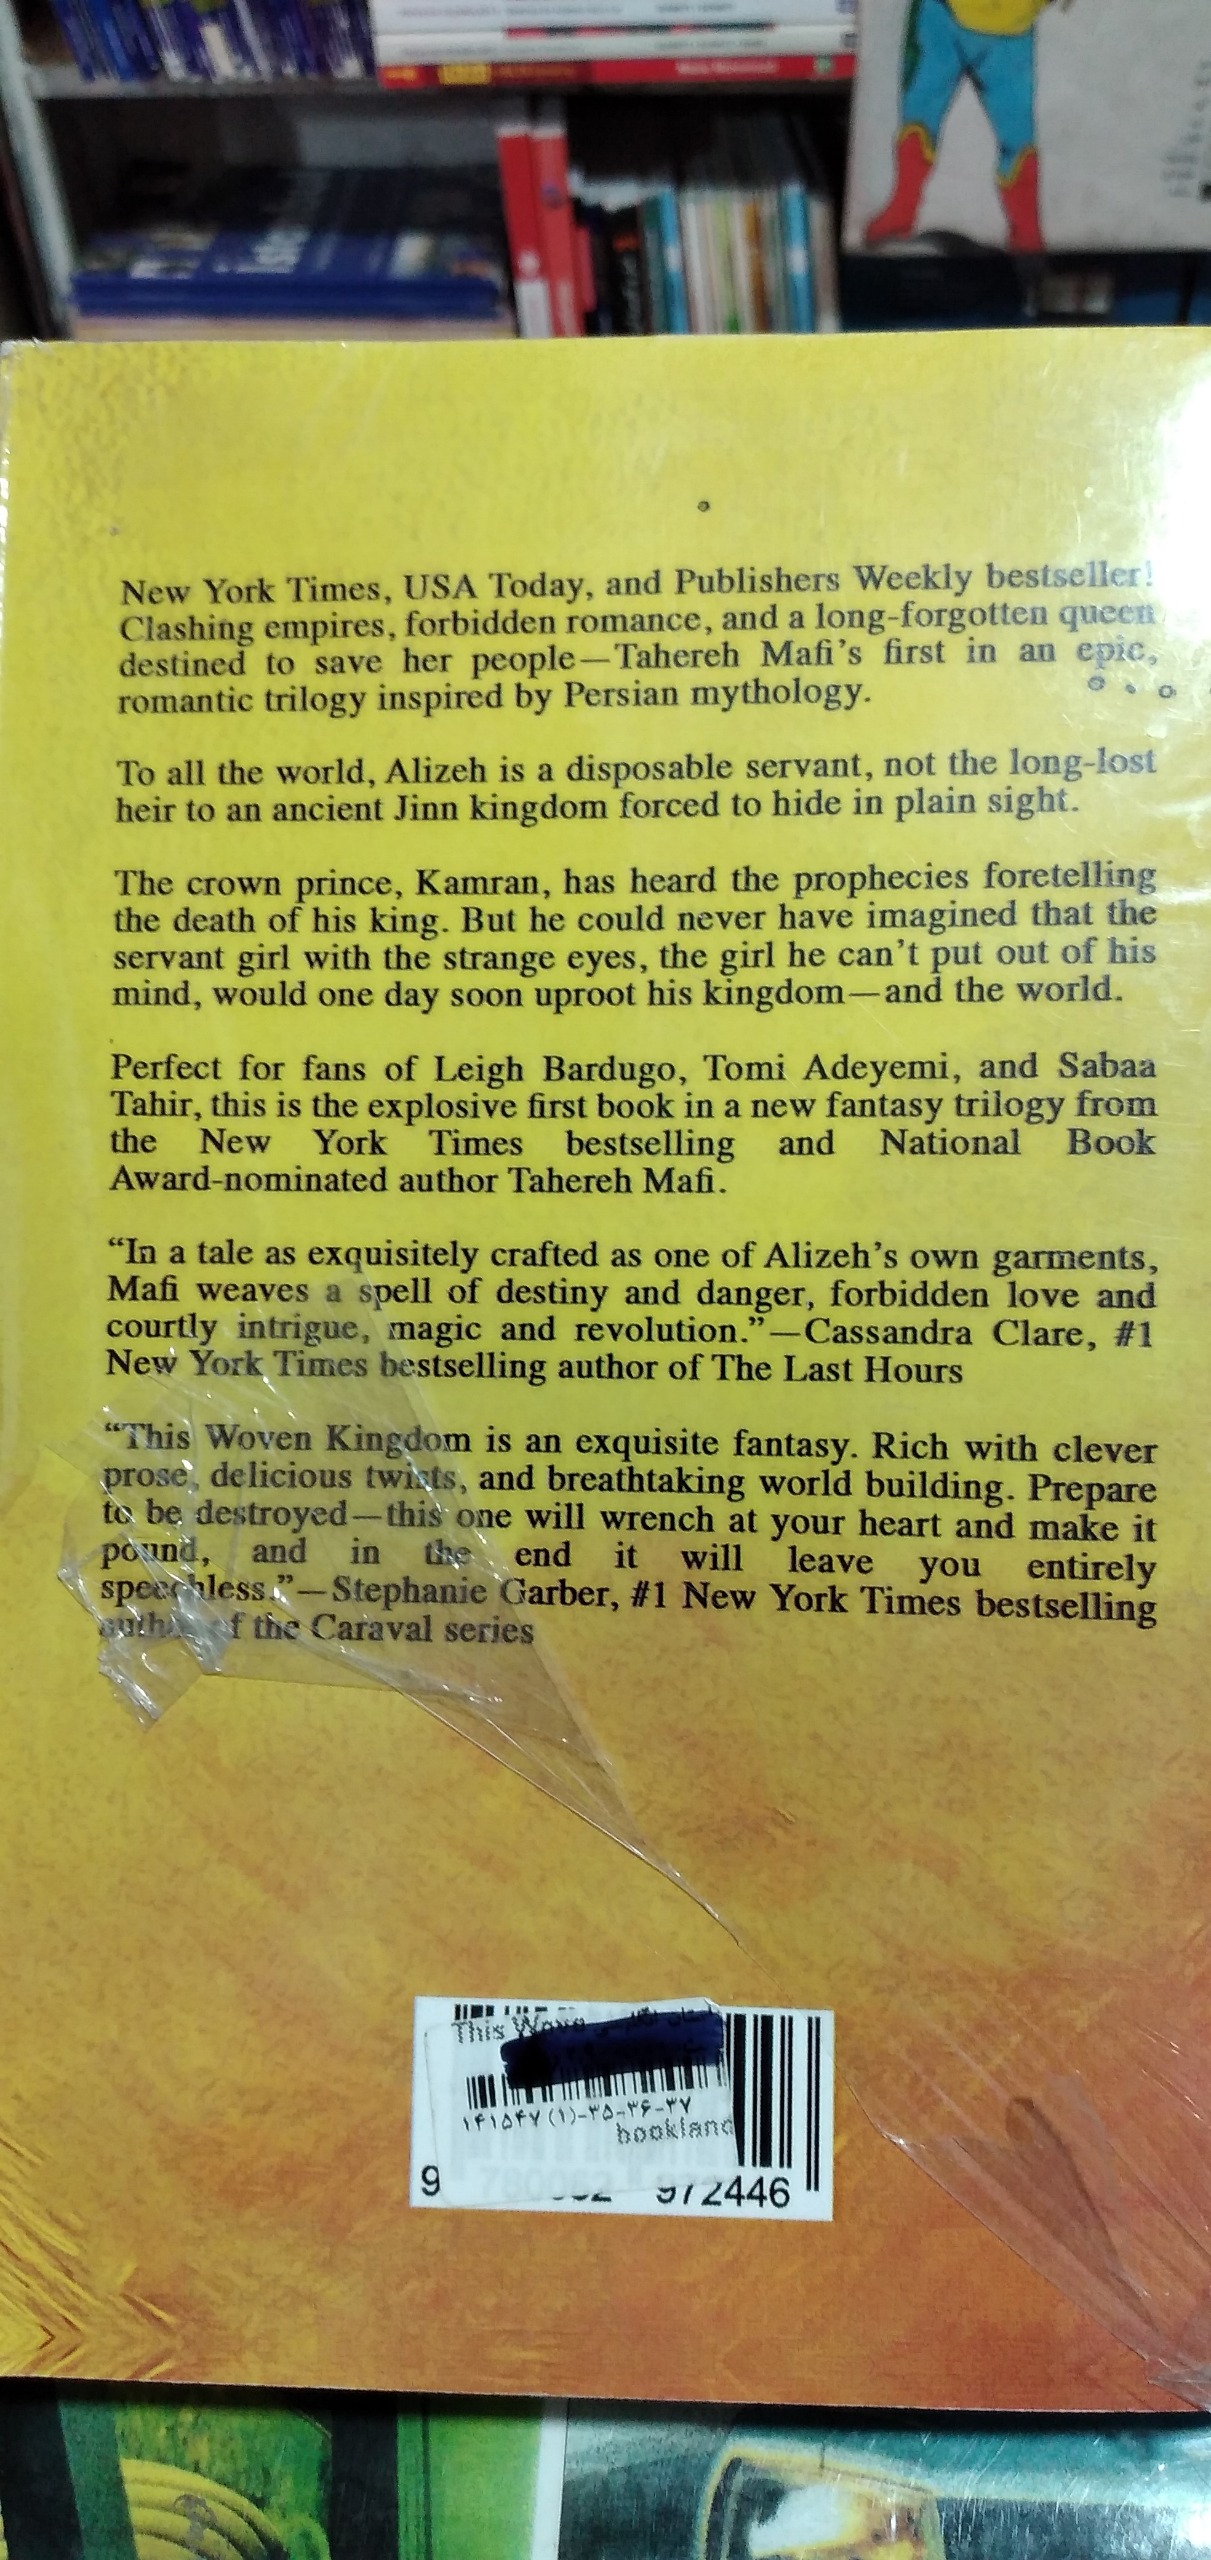 New York Times, USA Today, and Publishers Weekly bestseller!
Clashing empires, forbidden romance, and a long-forgotten queen
destined to save her people—Tahereh Mafi's first in an epic,
romantic trilogy inspired by Persian mythology.
To all the world, Alizeh is a disposable servant, not the long-lost
heir to an ancient Jinn kingdom forced to hide in plain sight.
The crown prince, Kamran, has heard the prophecies foretelling
the death of his king. But he could never have imagined that the
servant girl with the strange eyes, the girl he can't put out of his
mind, would one day soon uproot his kingdom—and the world.
Perfect for fans of Leigh Bardugo, Tomi Adeyemi, and Sabaa
Tahir, this is the explosive first book in a new fantasy trilogy from
the New York Times bestselling and National Book
Award-nominated author Tahereh Mafi.
“In a tale as exquisitely crafted as one of Alizeh's own garments,
Mafi weaves a spell of destiny and danger, forbidden love and
courtly intrigue, magic and revolution.”—Cassandra Clare, #1
New York Times bestselling author of The Last Hours
“This Woven Kingdom is an exquisite fantasy. Rich with clever
prose, delicious twists, and breathtaking world building. Prepare
to be destroyed—this one will wrench at your heart and make it
pound, and in the end it will leave you entirely
speechless.”—Stephanie Garber, #1 New York Times bestselling
author of the Caraval series
This
۱۴۱۵۴۷(۱)-۳۵-۳۶-۳۷
bookland
9 972446